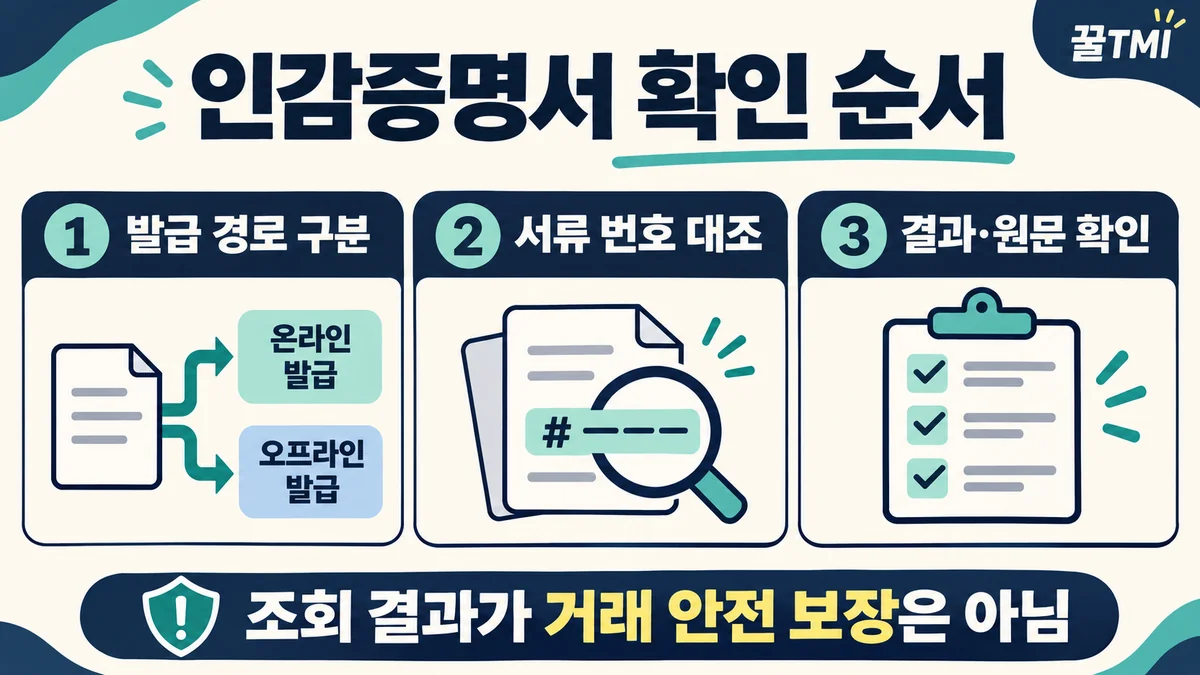 꿀TMI
인감증명서 확인 순서
1 발급 경로 구분
온라인
발급
오프라인
발급
2 서류 번호 대조
# ----
3 결과·원문 확인
조회 결과가 거래 안전 보장은 아님